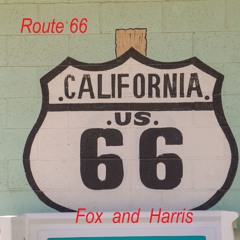 Route 66
.CALIFORNIA.
.US.
66
Fox and Harris